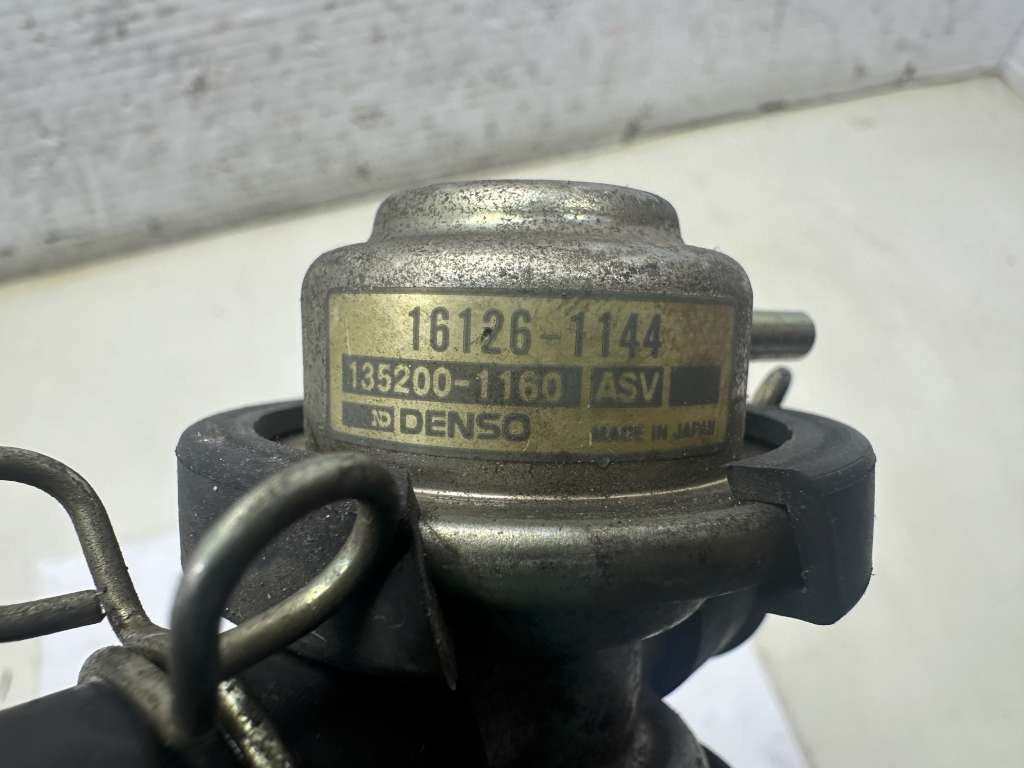 16126-1144
135200-1160 ASV
DENSO MADE IN JAPAN